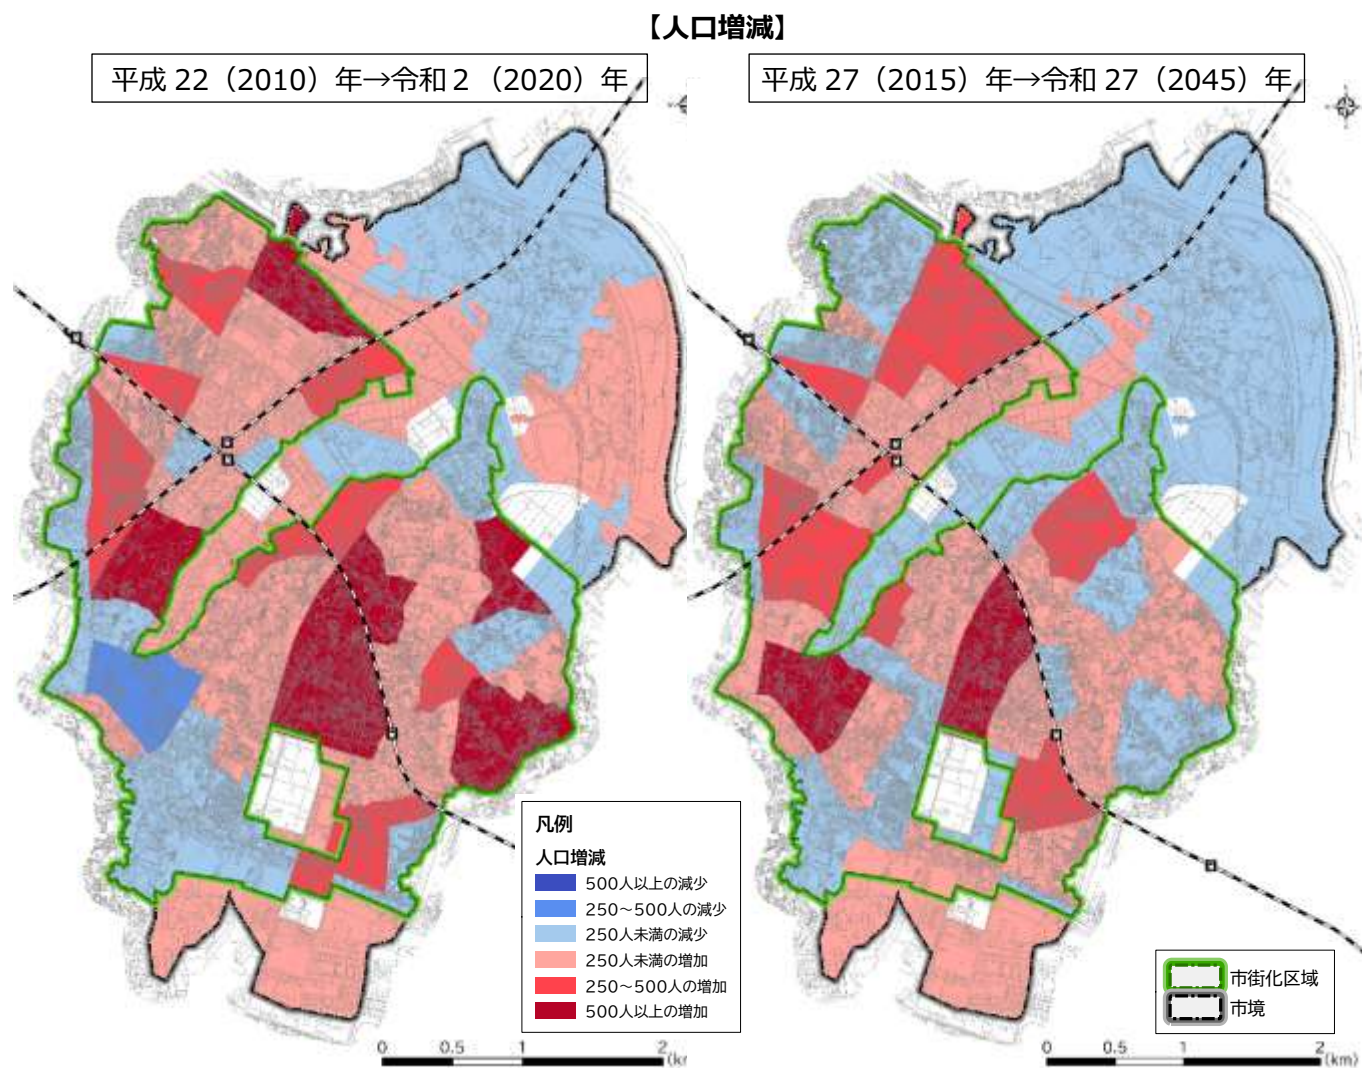 【人口増減】
平成 22（2010）年→令和２（2020）年
平成 27（2015）年→令和 27（2045）年
凡例
人口増減
500人以上の減少
250～500人の減少
250人未満の減少
250人未満の増加
250～500人の増加
500人以上の増加
市街化区域
市境
0 0.5 1 2
(kr
0 0.5 1 2
(km)